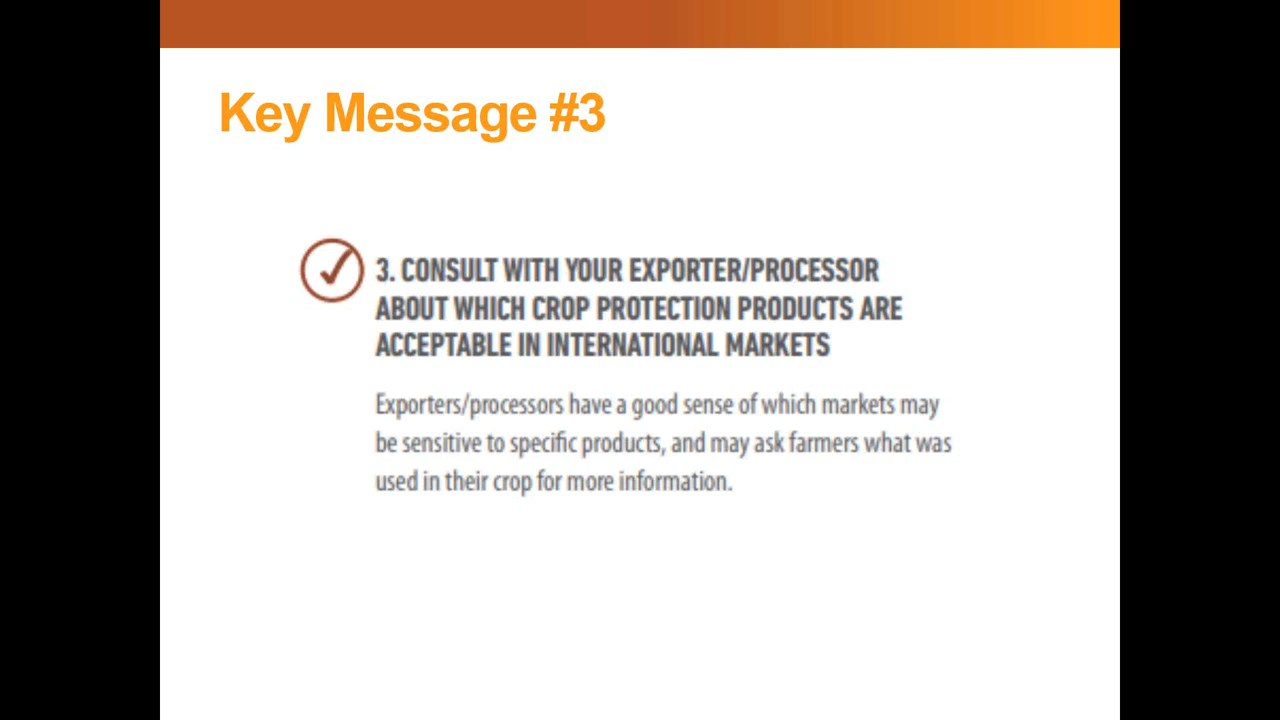 Key Message #3
3. CONSULT WITH YOUR EXPORTER/PROCESSOR
ABOUT WHICH CROP PROTECTION PRODUCTS ARE
ACCEPTABLE IN INTERNATIONAL MARKETS
Exporters/processors have a good sense of which markets may
be sensitive to specific products, and may ask farmers what was
used in their crop for more information.